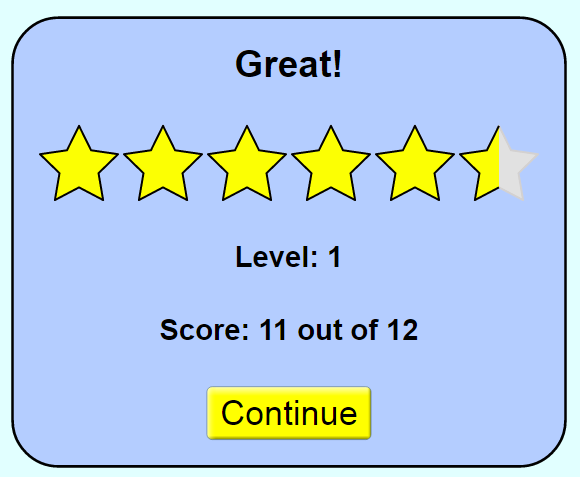 Great!
Level: 1
Score: 11 out of 12
Continue